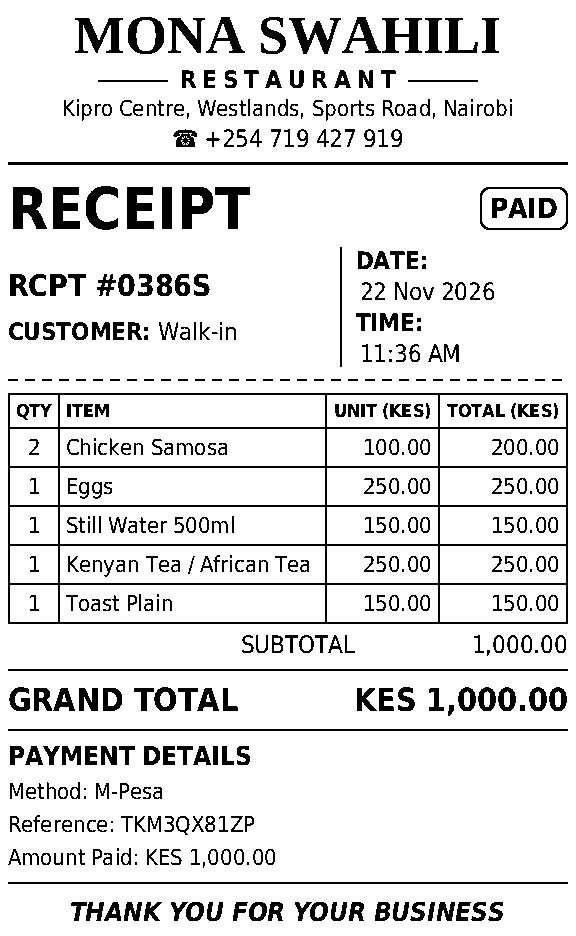 MONA SWAHILI
RESTAURANT
Kipro Centre, Westlands, Sports Road, Nairobi
☎ +254 719 427 919
RECEIPT
PAID
RCPT #0386S
CUSTOMER: Walk-in
DATE:
22 Nov 2026
TIME:
11:36 AM
QTY ITEM UNIT (KES) TOTAL (KES)
2 Chicken Samosa 100.00 200.00
1 Eggs 250.00 250.00
1 Still Water 500ml 150.00 150.00
1 Kenyan Tea / African Tea 250.00 250.00
1 Toast Plain 150.00 150.00
SUBTOTAL 1,000.00
GRAND TOTAL KES 1,000.00
PAYMENT DETAILS
Method: M-Pesa
Reference: TKM3QX81ZP
Amount Paid: KES 1,000.00
THANK YOU FOR YOUR BUSINESS